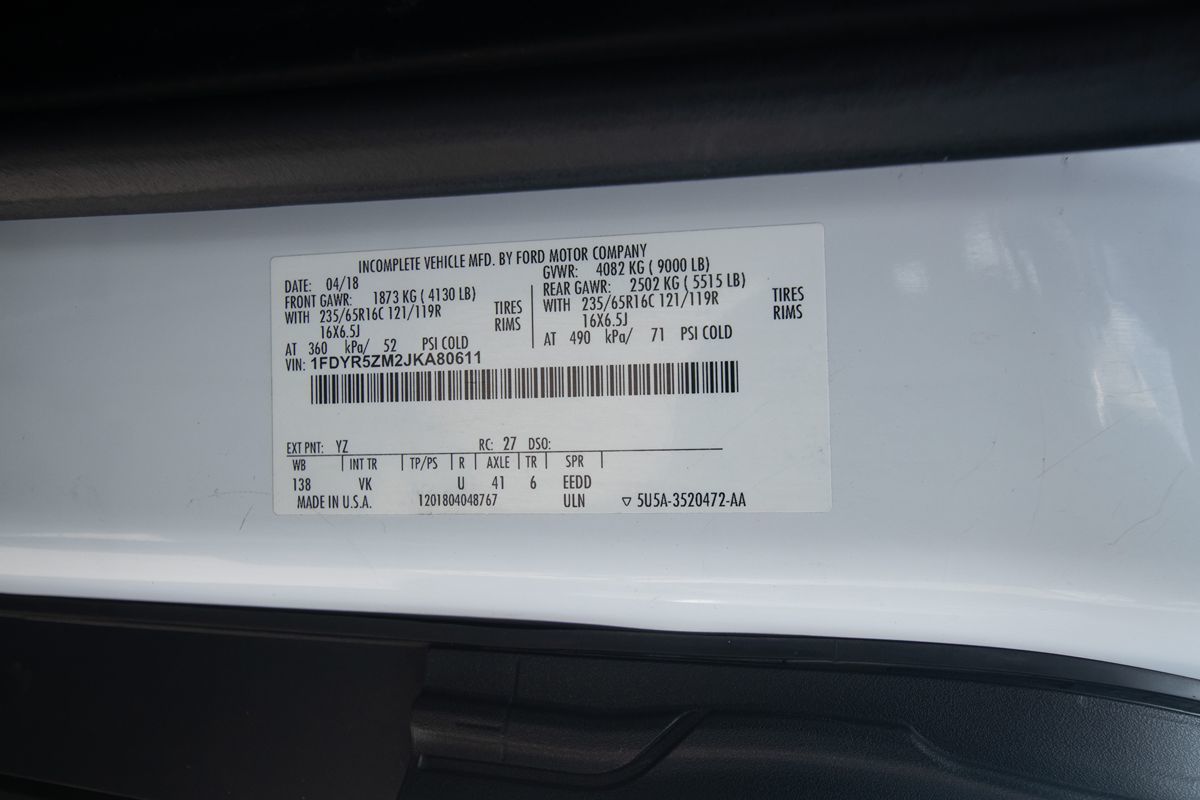 INCOMPLETE VEHICLE MFD. BY FORD MOTOR COMPANY
DATE: 04/18 GVWR: 4082 KG ( 9000 LB)
FRONT GAWR: 1873 KG ( 4130 LB) REAR GAWR: 2502 KG ( 5515 LB)
WITH 235/65R16C 121/119R TIRES WITH 235/65R16C 121/119R TIRES
16X6.5J RIMS 16X6.5J RIMS
AT 360 kPa/ 52 PSI COLD AT 490 kPa/ 71 PSI COLD
VIN: 1FDYR5ZM2JKA80611
EXT PNT: YZ RC: 27 DSO:
WB INT TR TP/PS R AXLE TR SPR
138 VK U 41 6 EEDD
MADE IN U.S.A. 1201804048767 ULN ▽ 5U5A-3520472-AA